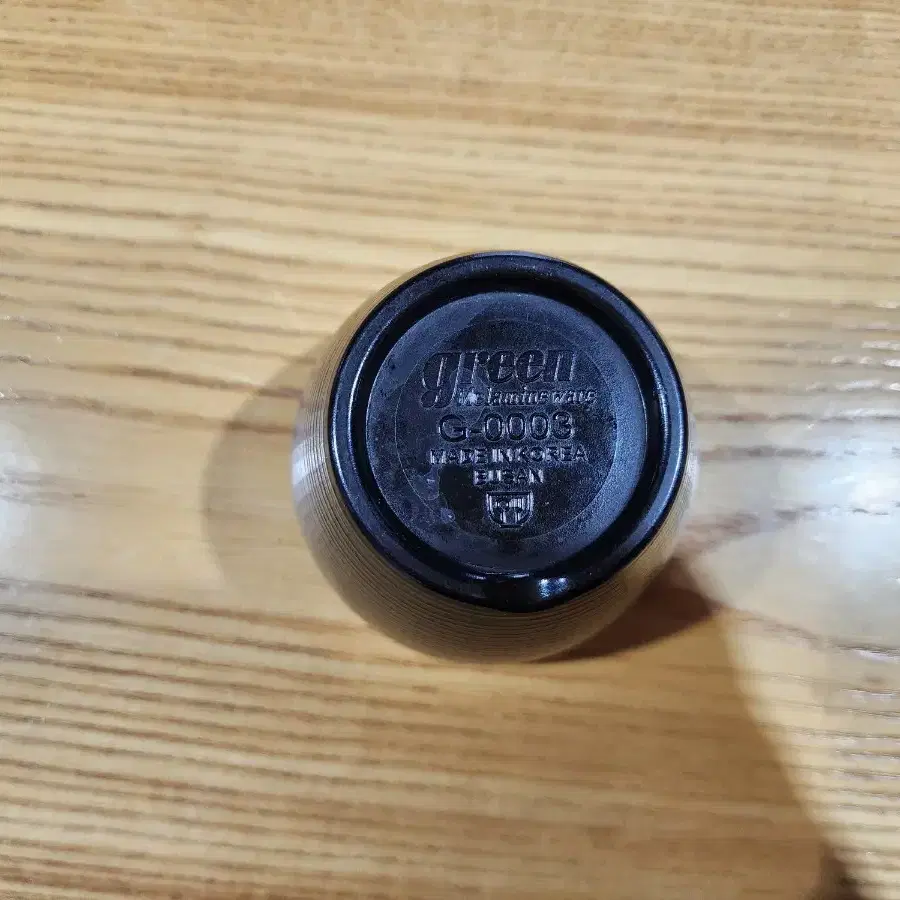 green
melamine ware
G-0003
MADE IN KOREA
BUSAN